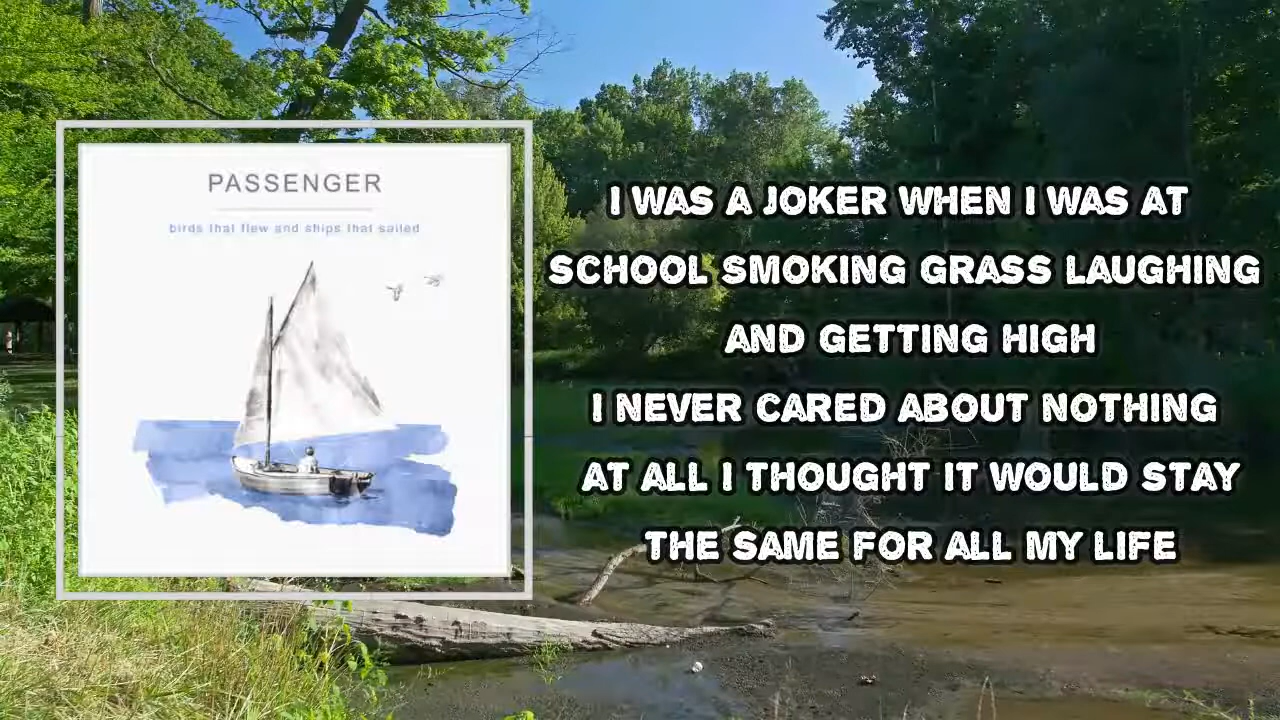 PASSENGER
birds that flew and ships that sailed
I WAS A JOKER WHEN I WAS AT
SCHOOL SMOKING GRASS LAUGHING
AND GETTING HIGH
I NEVER CARED ABOUT NOTHING
AT ALL I THOUGHT IT WOULD STAY
THE SAME FOR ALL MY LIFE